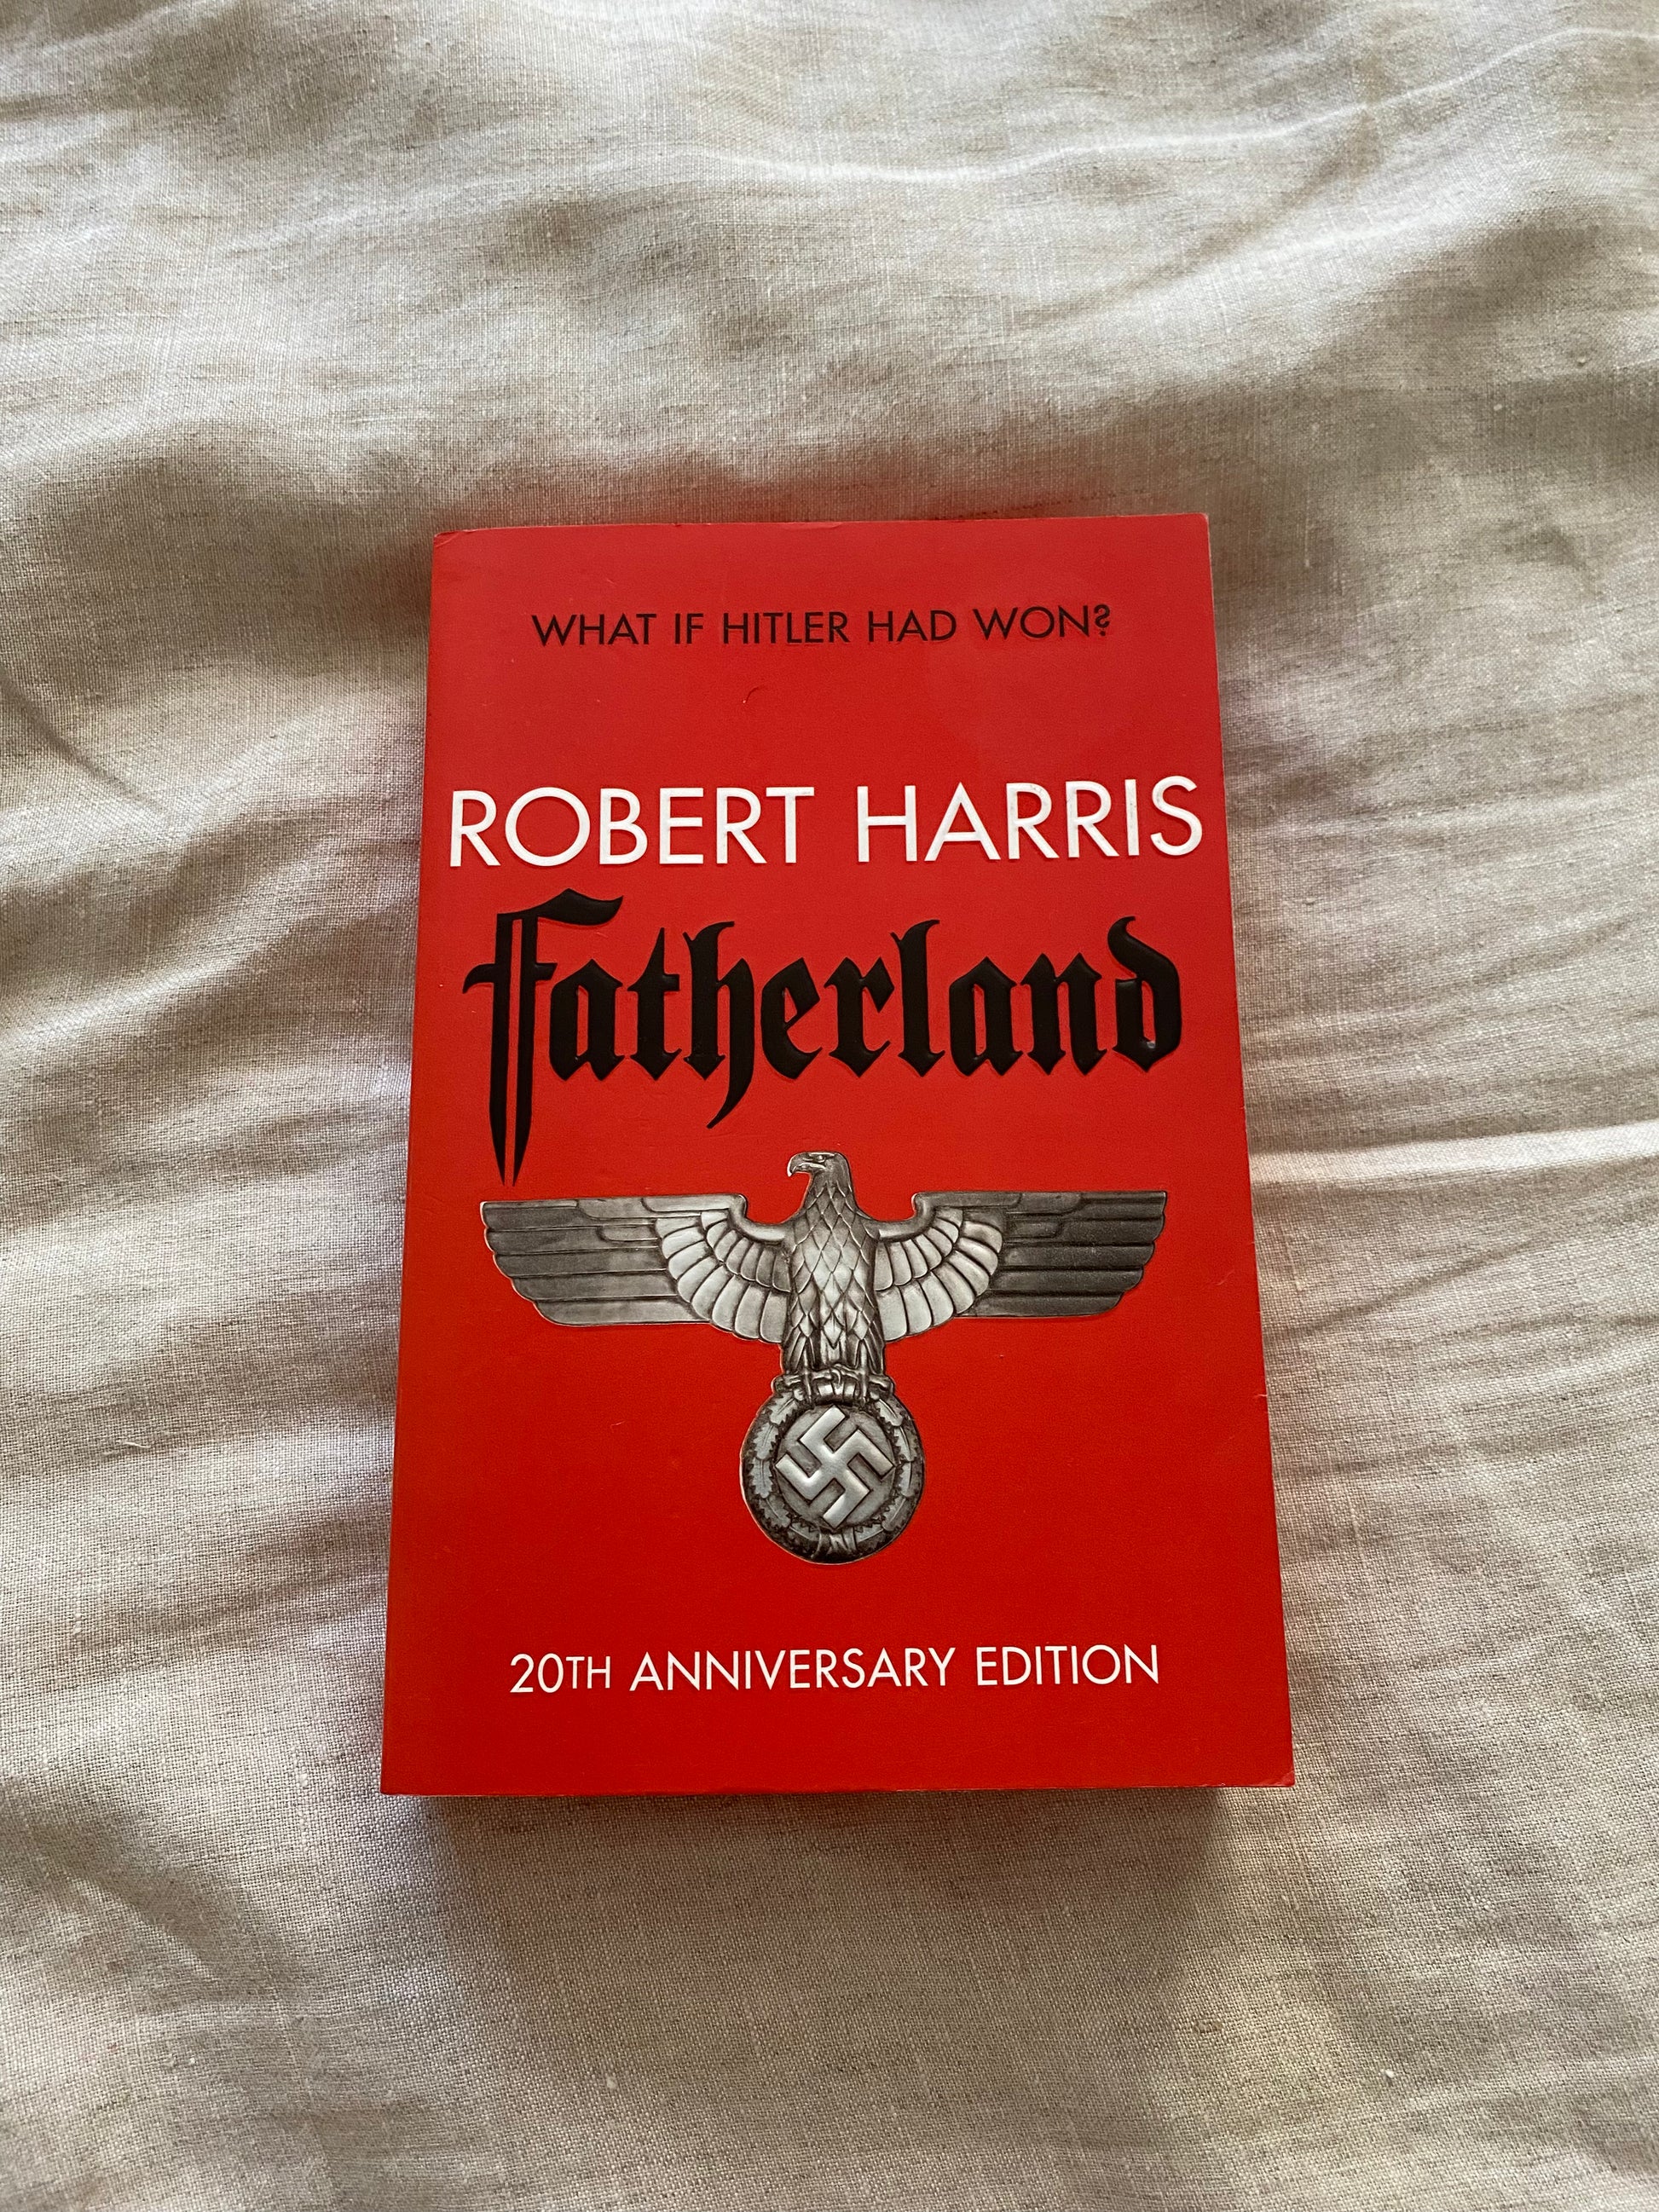 WHAT IF HITLER HAD WON?
ROBERT HARRIS
Fatherland
20TH ANNIVERSARY EDITION